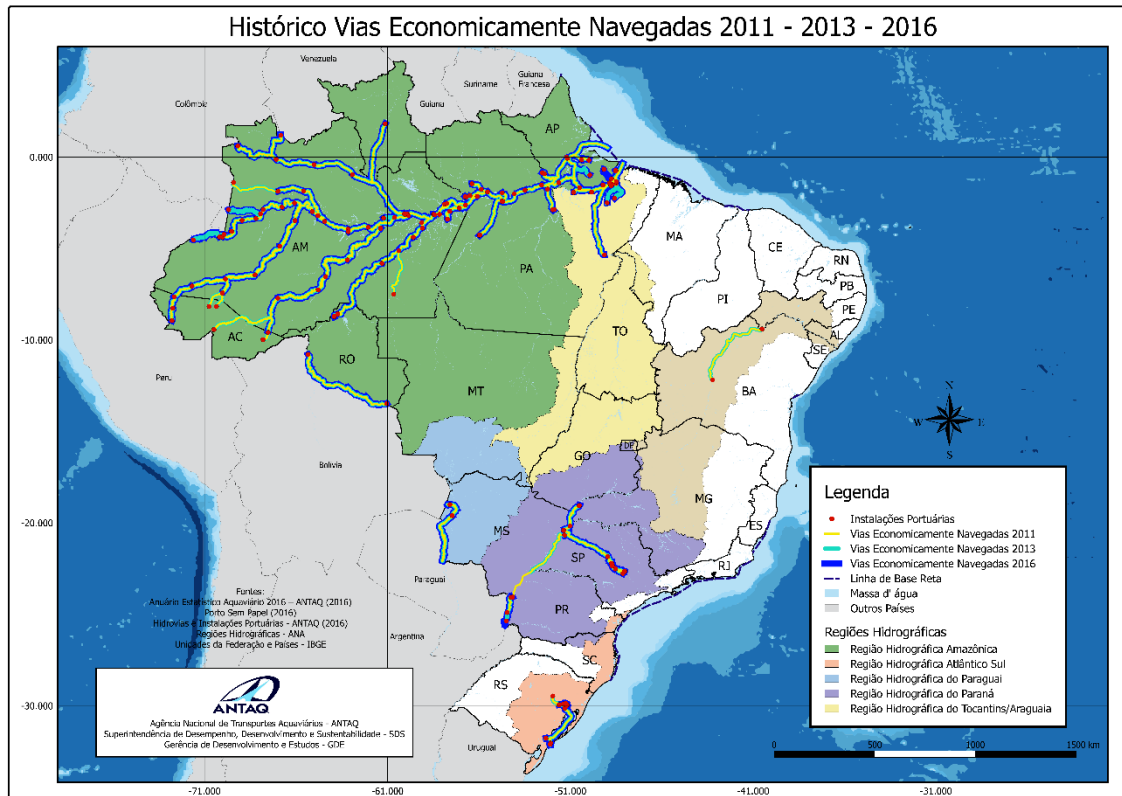 Histórico Vias Economicamente Navegadas 2011 - 2013 - 2016
Venezuela
Colômbia
Suriname
Guiana
Francesa
Guiana
AP
0.000
AM
PA
MA
CE
RN
PB
PE
AL
SE
PI
TO
AC
RO
-10.000
Peru
MT
BA
N
W
E
S
Bolivia
GO
DF
MG
ES
-20.000
MS
SP
RJ
Paraguai
PR
Argentina
SC
RS
-30.000
Uruguai
Fontes:
Anuário Estatístico Aquaviário 2016 – ANTAQ (2016)
Porto Sem Papel (2016)
Hidrovias e Instalações Portuárias - ANTAQ (2016)
Regiões Hidrográficas - ANA
Unidades da Federação e Países - IBGE
ANTAQ
Agência Nacional de Transportes Aquaviários - ANTAQ
Superintendência de Desempenho, Desenvolvimento e Sustentabilidade - SDS
Gerência de Desenvolvimento e Estudos - GDE
Legenda
Instalações Portuárias
Vias Economicamente Navegadas 2011
Vias Economicamente Navegadas 2013
Vias Economicamente Navegadas 2016
Linha de Base Reta
Massa d' água
Outros Países
Regiões Hidrográficas
Região Hidrográfica Amazônica
Região Hidrográfica Atlântico Sul
Região Hidrográfica do Paraguai
Região Hidrográfica do Paraná
Região Hidrográfica do Tocantins/Araguaia
0 500 1000 1500 km
-71.000 -61.000 -51.000 -41.000 -31.000